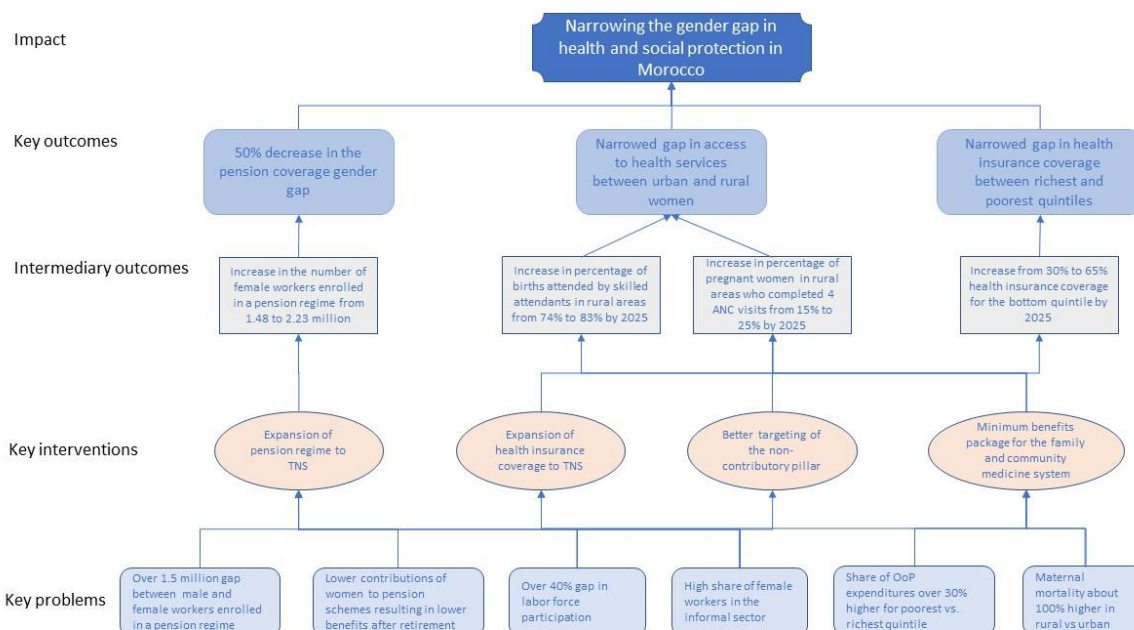 Impact
Narrowing the gender gap in
health and social protection in
Morocco
Key outcomes
50% decrease in the
pension coverage gender
gap
Narrowed gap in access
to health services
between urban and rural
women
Narrowed gap in health
insurance coverage
between richest and
poorest quintiles
Intermediary outcomes
Increase in the number of
female workers enrolled
in a pension regime from
1.48 to 2.23 million
Increase in percentage of
births attended by skilled
attendants in rural areas
from 74% to 83% by 2025
Increase in percentage of
pregnant women in rural
areas who completed 4
ANC visits from 15% to
25% by 2025
Increase from 30% to 65%
health insurance coverage
for the bottom quintile by
2025
Key interventions
Expansion of
pension regime to
TNS
Expansion of
health insurance
coverage to TNS
Better targeting of
the non-
contributory pillar
Minimum benefits
package for the family
and community
medicine system
Key problems
Over 1.5 million gap
between male and
female workers enrolled
in a pension regime
Lower contributions of
women to pension
schemes resulting in lower
benefits after retirement
Over 40% gap in
labor force
participation
High share of female
workers in the
informal sector
Share of OoP
expenditures over 30%
higher for poorest vs.
richest quintile
Maternal
mortality about
100% higher in
rural vs urban